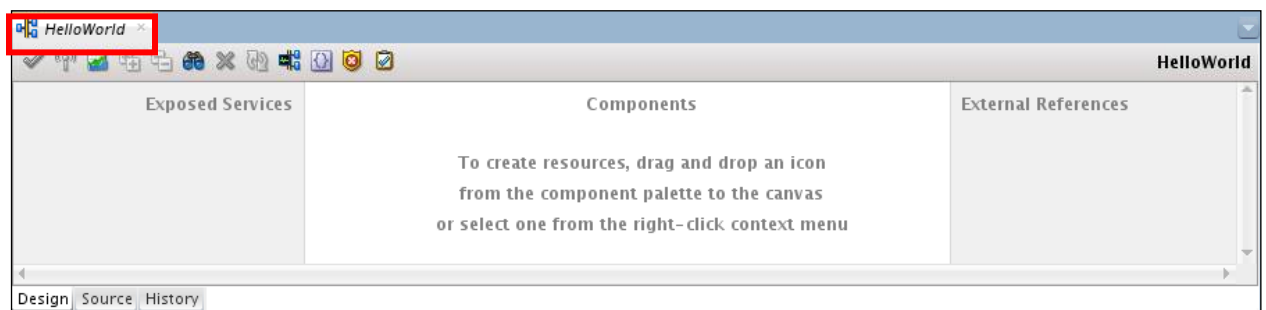 HelloWorld
HelloWorld
Exposed Services
Components
External References
To create resources, drag and drop an icon
from the component palette to the canvas
or select one from the right-click context menu
Design Source History